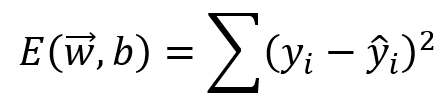 E(w⃗, b) = ∑(yᵢ − ŷᵢ)²